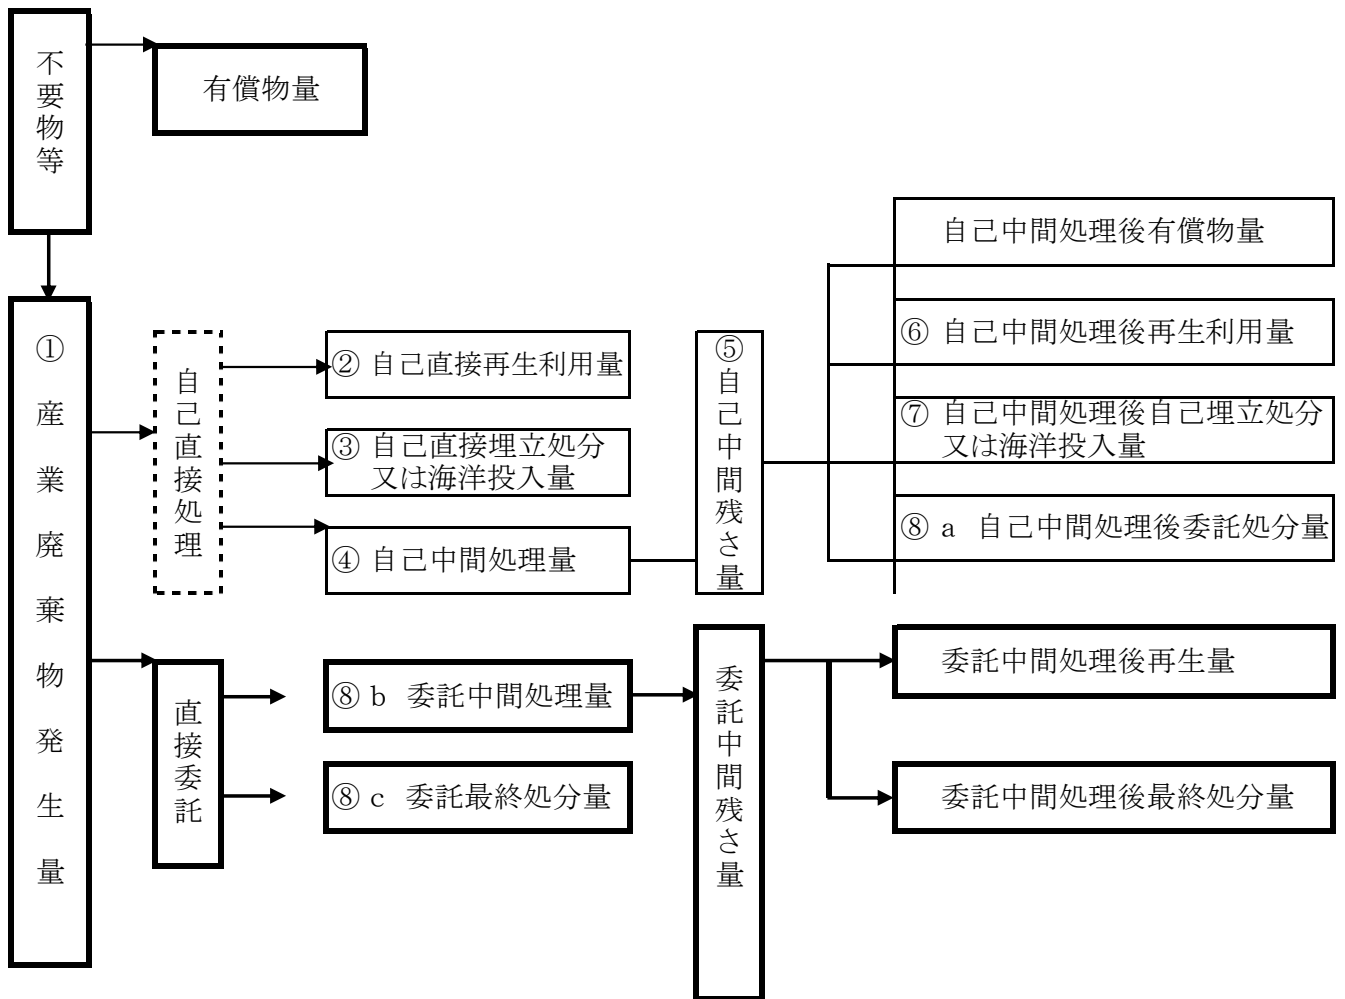 不要物等
有償物量
①産業廃棄物発生量
自己直接処理
② 自己直接再生利用量
③ 自己直接埋立処分
又は海洋投入量
④ 自己中間処理量
⑤自己中間残さ量
自己中間処理後有償物量
⑥ 自己中間処理後再生利用量
⑦ 自己中間処理後自己埋立処分
又は海洋投入量
⑧ a 自己中間処理後委託処分量
直接委託
⑧ b 委託中間処理量
⑧ c 委託最終処分量
委託中間残さ量
委託中間処理後再生量
委託中間処理後最終処分量